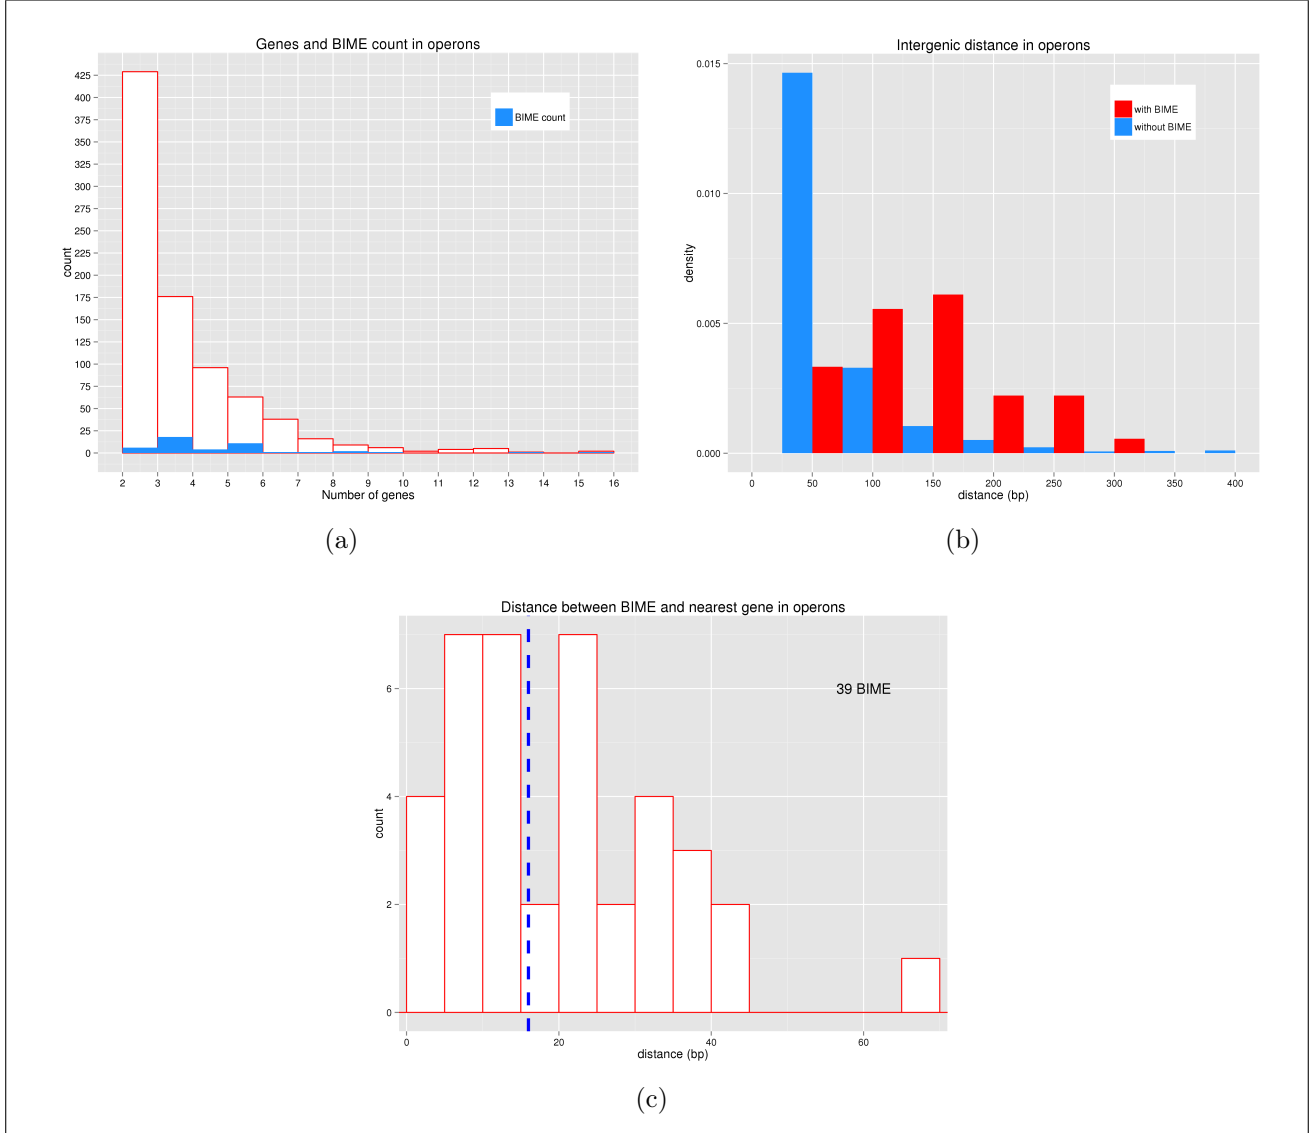 Genes and BIME count in operons
425
400
375
350
325
300
275
250
225
200
175
150
125
100
75
50
25
0
count
BIME count
2 3 4 5 6 7 8 9 10 11 12 13 14 15 16
Number of genes
(a)
Intergenic distance in operons
0.015
0.010
0.005
0.000
density
with BIME
without BIME
0 50 100 150 200 250 300 350 400
distance (bp)
(b)
Distance between BIME and nearest gene in operons
6
4
2
0
count
39 BIME
0 20 40 60
distance (bp)
(c)